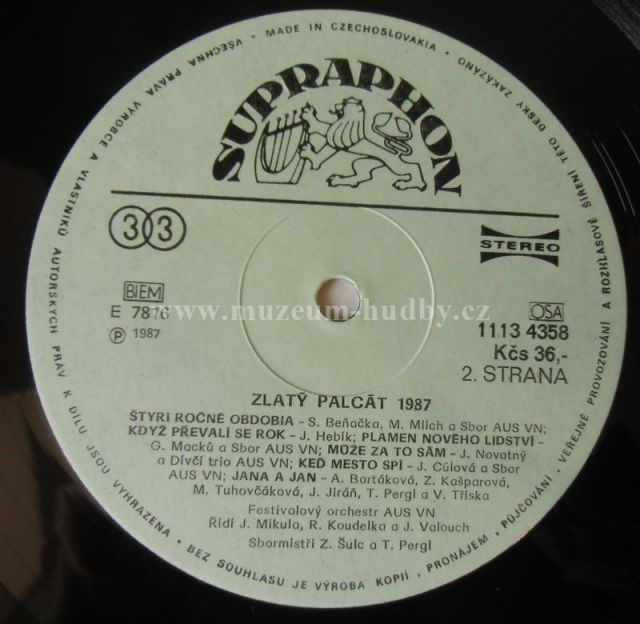 VŠECHNA PRÁVA VÝROBCE A VLASTNÍKŮ AUTORSKÝCH PRÁV K DÍLU JSOU VYHRAZENA • BEZ SOUHLASU JE VÝROBA KOPIÍ, PRONÁJEM, PŮJČOVÁNÍ, VEŘEJNÉ PROVOZOVÁNÍ A ROZHLASOVÉ ŠÍŘENÍ TÉTO DESKY ZAKÁZÁNO • MADE IN CZECHOSLOVAKIA •
SUPRAPHON
33
STEREO
BIEM
OSA
www.muzeum-hudby.cz
E 7816
1113 4358
Ⓟ 1987
Kčs 36,-
2. STRANA
ZLATÝ PALCÁT 1987
ŠTYRI ROČNÉ OBDOBIA - S. Beňačka, M. Mlich a Sbor AUS VN;
KDYŽ PŘEVALÍ SE ROK - J. Hebík; PLAMEN NOVÉHO LIDSTVÍ -
G. Macků a Sbor AUS VN; MŮŽE ZA TO SÁM - J. Novotný
a Dívčí trio AUS VN; KEĎ MESTO SPÍ - J. Cúlová a Sbor
AUS VN; JANA A JAN - A. Bartáková, Z. Kašparová,
M. Tuhovčáková, J. Jiráň, T. Pergl a V. Tříska
Festivalový orchestr AUS VN
Řídí J. Mikula, R. Koudelka a J. Valouch
Sbormistři Z. Šulc a T. Pergl